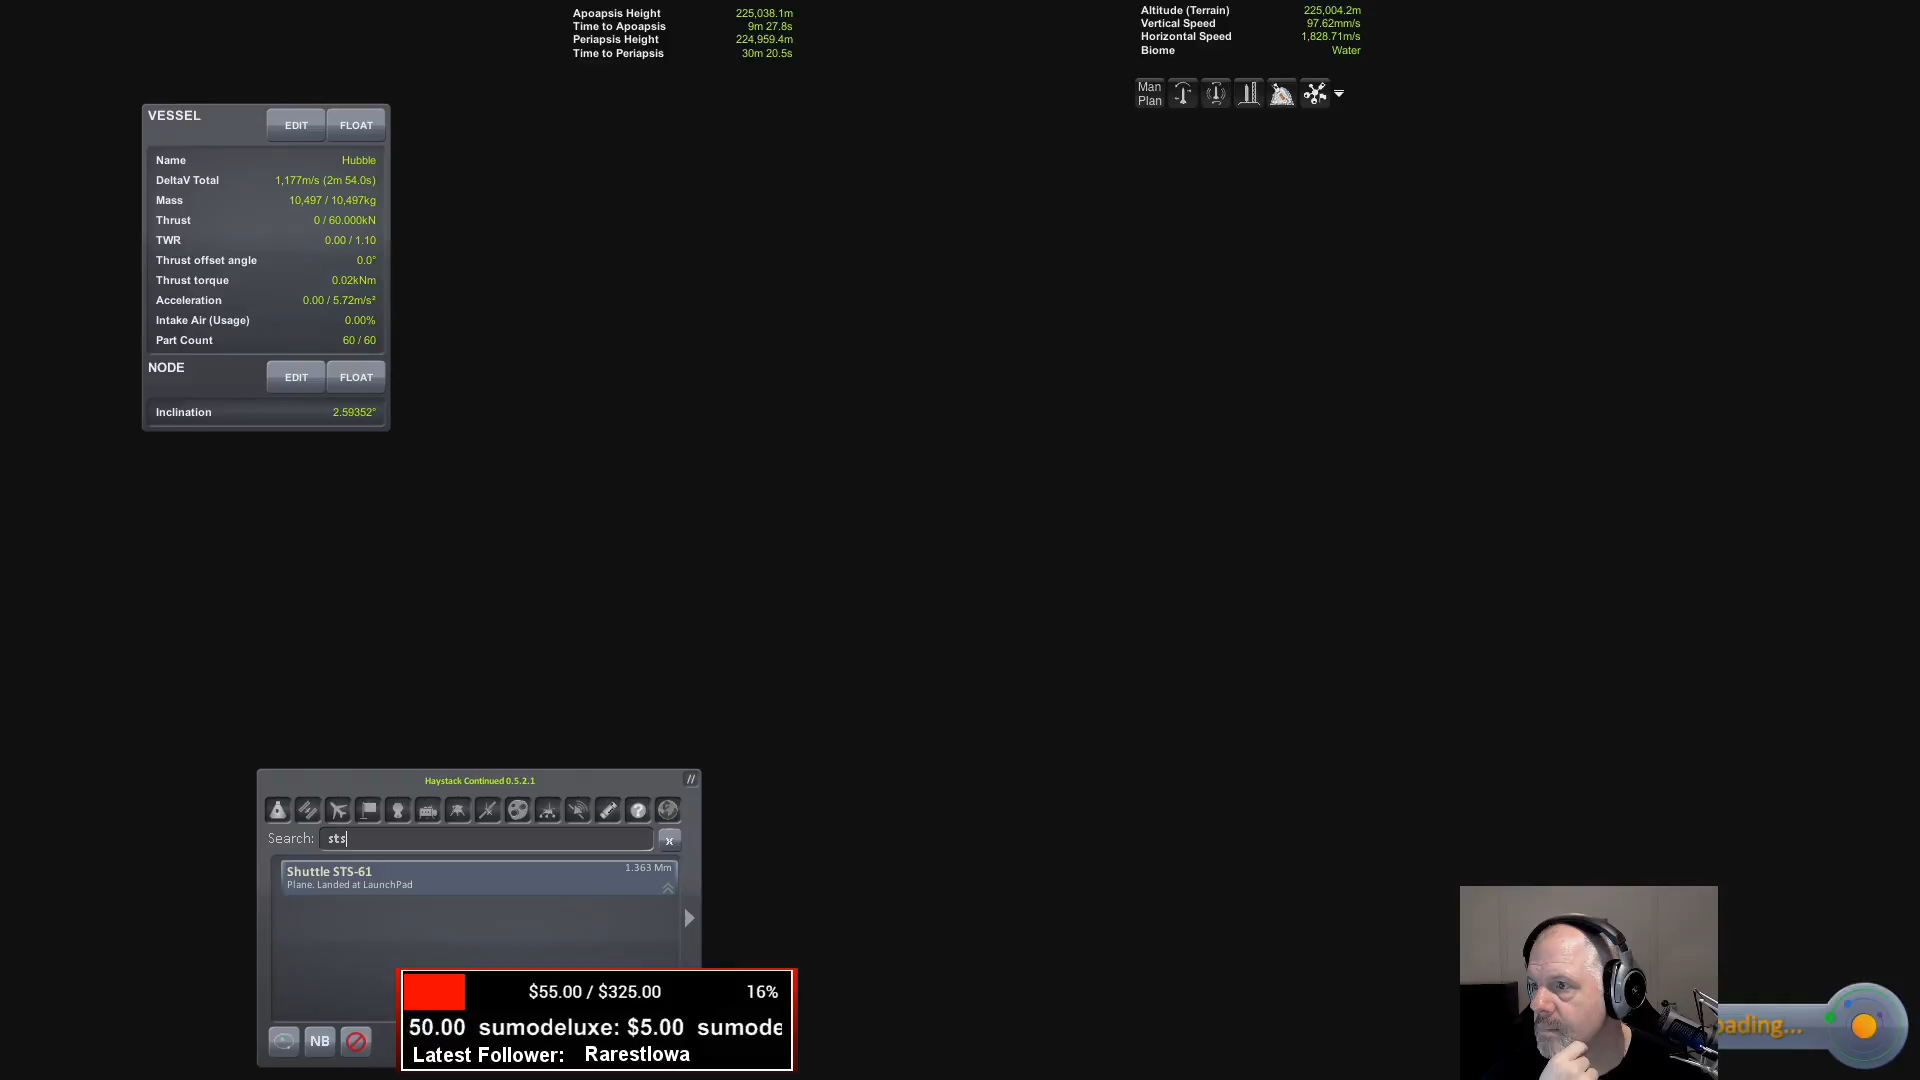 Apoapsis Height 225,038.1m
Time to Apoapsis 9m 27.8s
Periapsis Height 224,959.4m
Time to Periapsis 30m 20.5s
Altitude (Terrain) 225,004.2m
Vertical Speed 97.62mm/s
Horizontal Speed 1,828.71m/s
Biome Water
Man
Plan
VESSEL EDIT FLOAT
Name Hubble
DeltaV Total 1,177m/s (2m 54.0s)
Mass 10,497 / 10,497kg
Thrust 0 / 60.000kN
TWR 0.00 / 1.10
Thrust offset angle 0.0°
Thrust torque 0.02kNm
Acceleration 0.00 / 5.72m/s²
Intake Air (Usage) 0.00%
Part Count 60 / 60
NODE EDIT FLOAT
Inclination 2.59352°
Haystack Continued 0.5.2.1 //
?
Search: sts x
Shuttle STS-61 1.363 Mm
Plane. Landed at LaunchPad
NB
$55.00 / $325.00 16%
50.00 sumodeluxe: $5.00 sumode
Latest Follower: RarestIowa
oading...